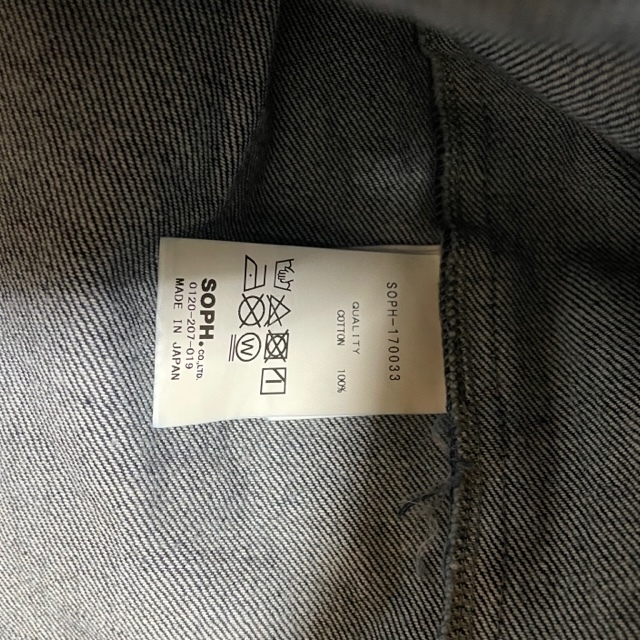 SOPH-170033
QUALITY
COTTON 100%
W
SOPH. CO.,LTD.
0120-207-019
MADE IN JAPAN